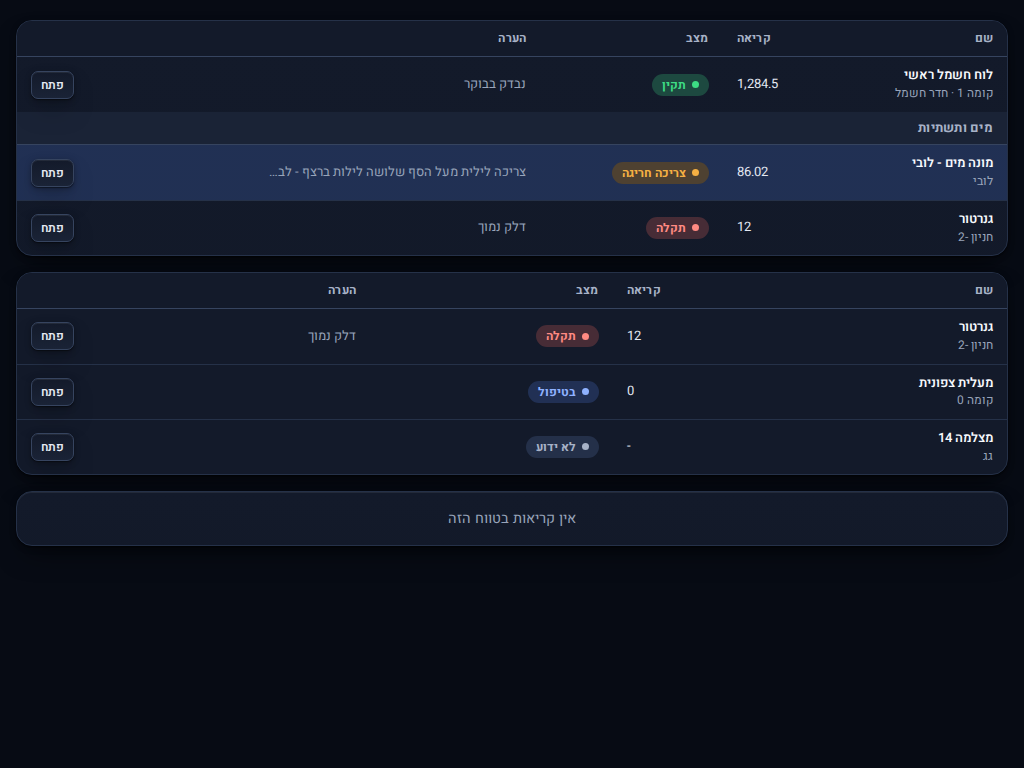 שם קריאה מצב הערה
לוח חשמל ראשי
קומה 1 · חדר חשמל
1,284.5 תקין נבדק בבוקר פתח
מים ותשתיות
מונה מים - לובי
לובי
86.02 צריכה חריגה צריכה לילית מעל הסף שלושה לילות ברצף - לב... פתח
גנרטור
חניון -2
12 תקלה דלק נמוך פתח
שם קריאה מצב הערה
גנרטור
חניון -2
12 תקלה דלק נמוך פתח
מעלית צפונית
קומה 0
0 בטיפול פתח
מצלמה 14
גג
- לא ידוע פתח
אין קריאות בטווח הזה